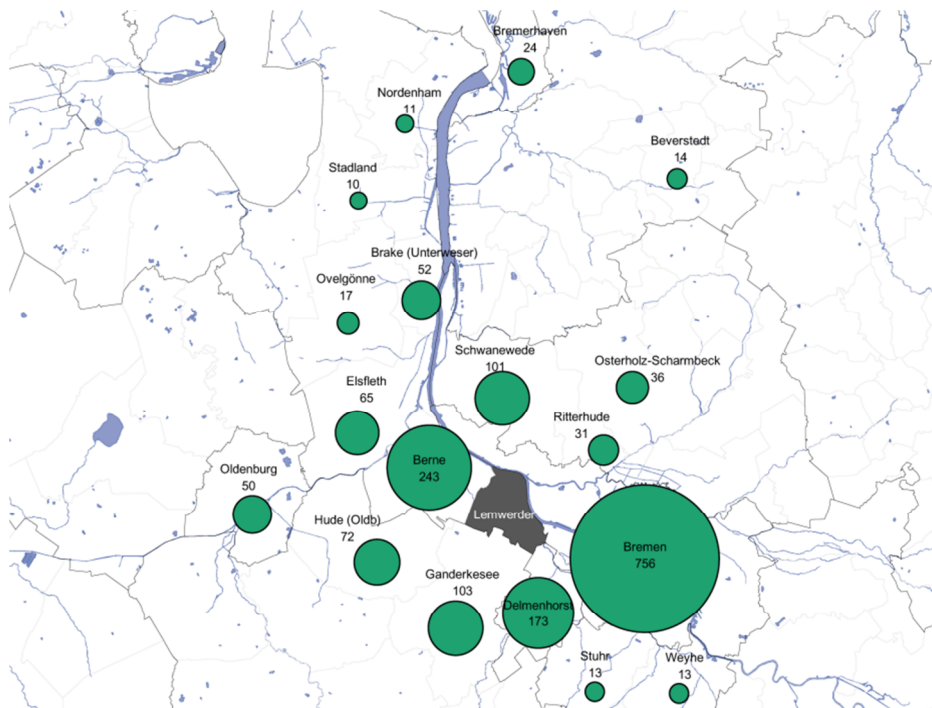 Bremerhaven
24
Nordenham
11
Beverstedt
14
Stadland
10
Brake (Unterweser)
52
Ovelgönne
17
Schwanewede
101
Osterholz-Scharmbeck
36
Elsfleth
65
Ritterhude
31
Berne
243
Oldenburg
50
Lemwerder
Hude (Oldb)
72
Bremen
756
Ganderkesee
103
Delmenhorst
173
Stuhr
13
Weyhe
13